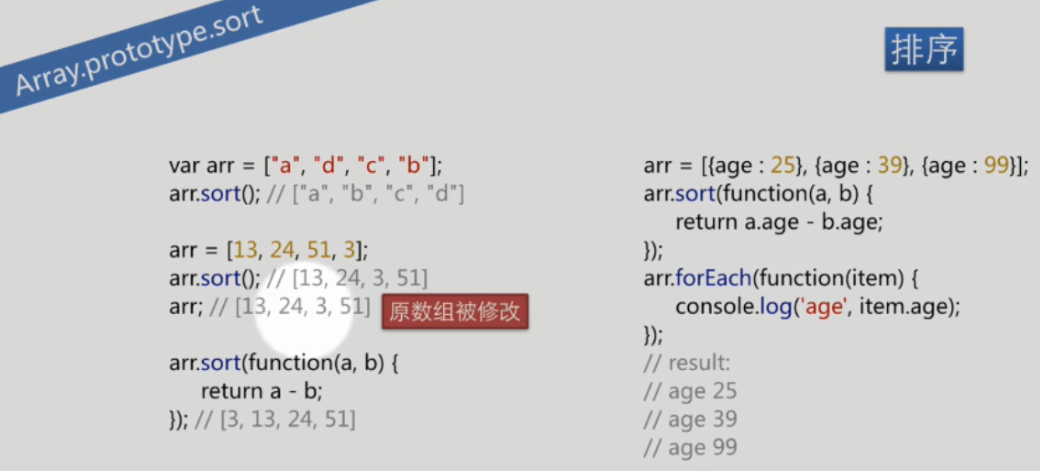 Array.prototype.sort
排序
var arr = ["a", "d", "c", "b"];
arr.sort(); // ["a", "b", "c", "d"]
arr = [13, 24, 51, 3];
arr.sort(); // [13, 24, 3, 51]
arr; // [13, 24, 3, 51] 原数组被修改
arr.sort(function(a, b) {
return a - b;
}); // [3, 13, 24, 51]
arr = [{age : 25}, {age : 39}, {age : 99}];
arr.sort(function(a, b) {
return a.age - b.age;
});
arr.forEach(function(item) {
console.log('age', item.age);
});
// result:
// age 25
// age 39
// age 99